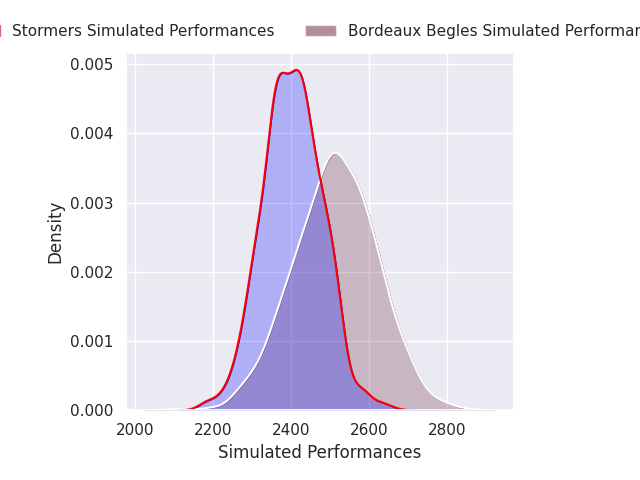 Stormers Simulated Performances
Bordeaux Begles Simulated
0.005
0.004
0.003
0.002
0.001
0.000
Density
2000 2200 2400 2600 2800
Simulated Performances